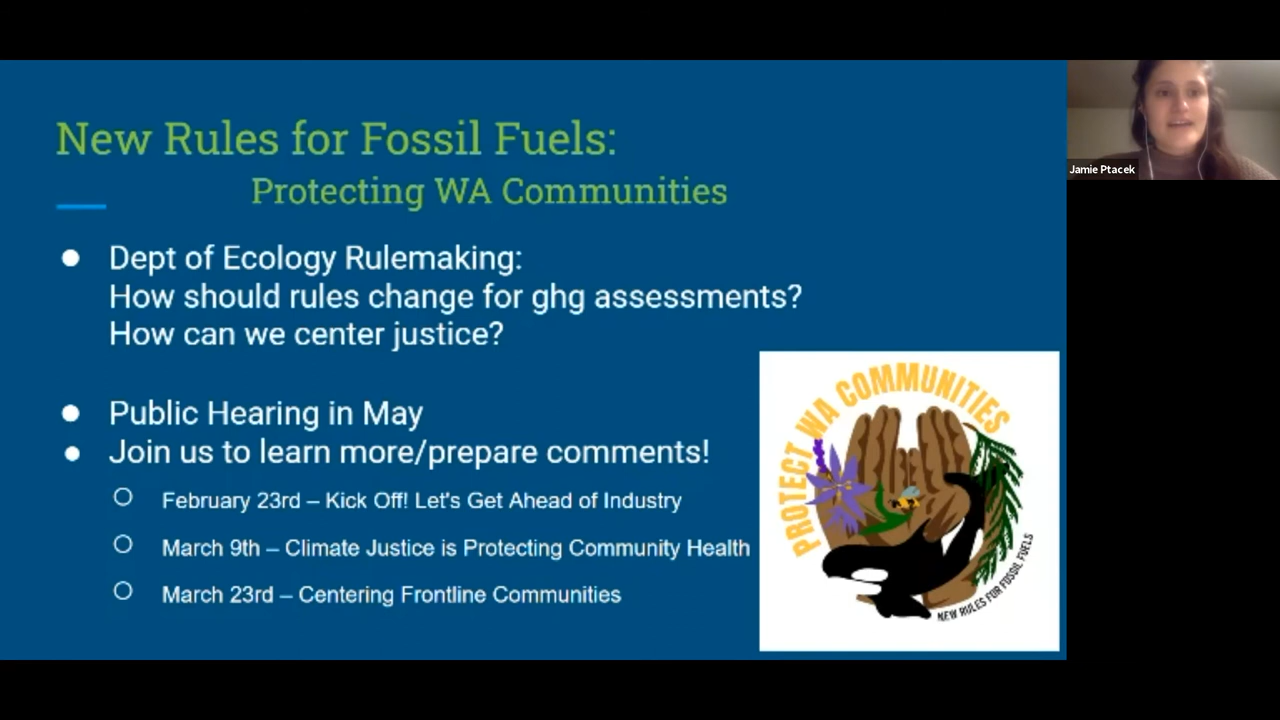 New Rules for Fossil Fuels:
Protecting WA Communities
Dept of Ecology Rulemaking:
How should rules change for ghg assessments?
How can we center justice?
Public Hearing in May
Join us to learn more/prepare comments!
February 23rd – Kick Off! Let's Get Ahead of Industry
March 9th – Climate Justice is Protecting Community Health
March 23rd – Centering Frontline Communities
PROTECT WA COMMUNITIES
NEW RULES FOR FOSSIL FUELS
Jamie Ptacek